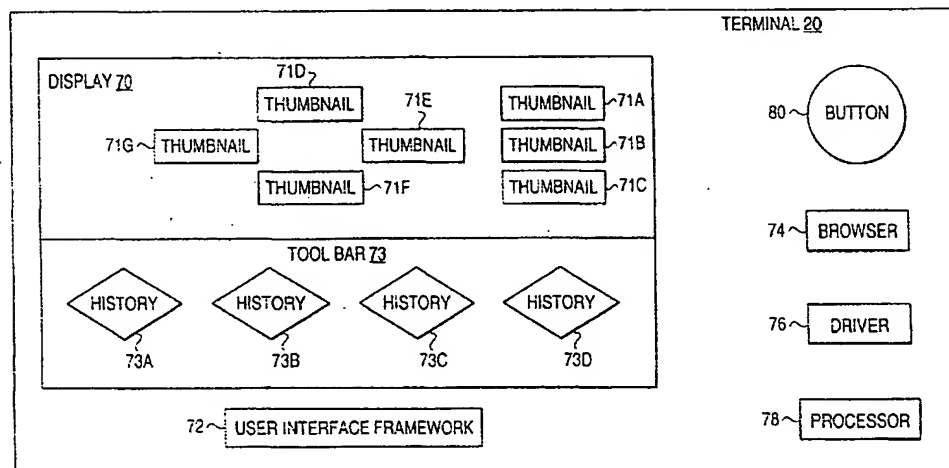 TERMINAL 20
DISPLAY 70
71D
THUMBNAIL
71E
THUMBNAIL
71A
80
BUTTON
71G
THUMBNAIL
THUMBNAIL
THUMBNAIL
71B
THUMBNAIL
71F
THUMBNAIL
71C
74
BROWSER
TOOL BAR 73
HISTORY
HISTORY
HISTORY
HISTORY
73A
73B
73C
73D
76
DRIVER
72
USER INTERFACE FRAMEWORK
78
PROCESSOR